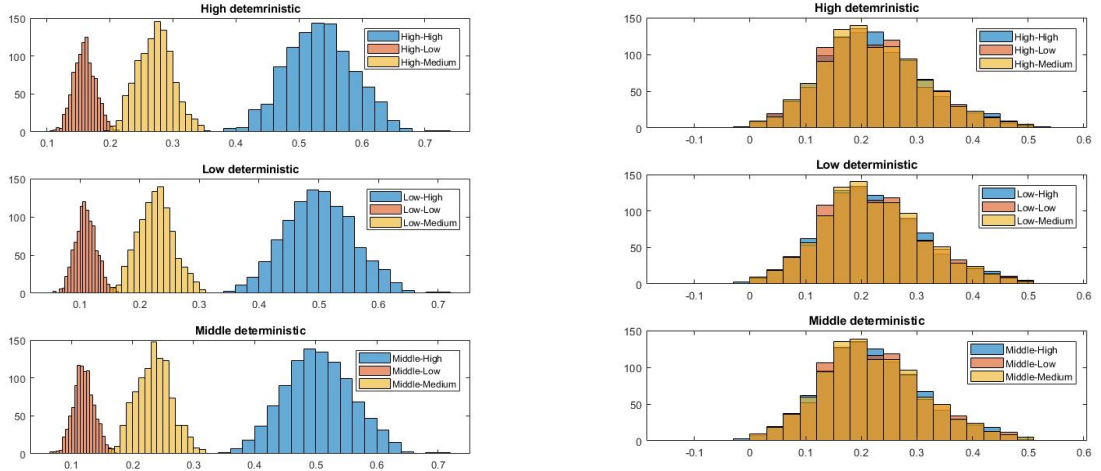 High detemrinistic
150
100
50
0
High-High
High-Low
High-Medium
0.1 0.2 0.3 0.4 0.5 0.6 0.7
Low deterministic
150
100
50
0
Low-High
Low-Low
Low-Medium
0.1 0.2 0.3 0.4 0.5 0.6 0.7
Middle deterministic
150
100
50
0
Middle-High
Middle-Low
Middle-Medium
0.1 0.2 0.3 0.4 0.5 0.6 0.7
High deterministic
150
100
50
0
High-High
High-Low
High-Medium
-0.1 0 0.1 0.2 0.3 0.4 0.5 0.6
Low deterministic
150
100
50
0
Low-High
Low-Low
Low-Medium
-0.1 0 0.1 0.2 0.3 0.4 0.5 0.6
Middle deterministic
150
100
50
0
Middle-High
Middle-Low
Middle-Medium
-0.1 0 0.1 0.2 0.3 0.4 0.5 0.6